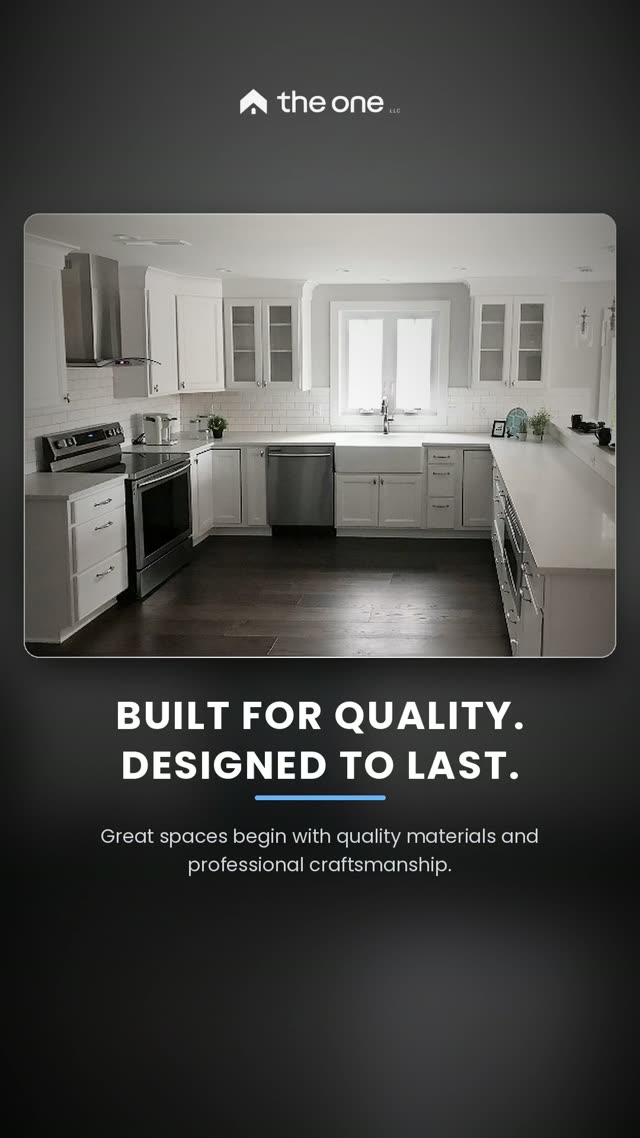 the one LLC
BUILT FOR QUALITY.
DESIGNED TO LAST.
Great spaces begin with quality materials and
professional craftsmanship.